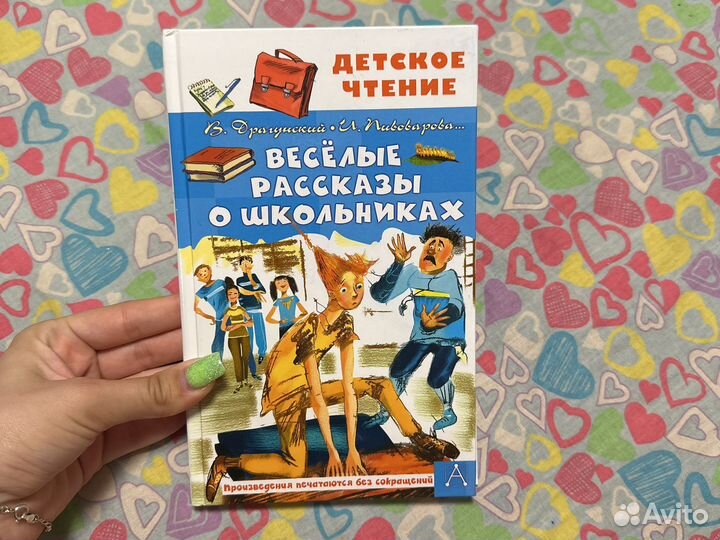 ДЕТСКОЕ
ЧТЕНИЕ
В. Драгунский • И. Пивоварова...
ВЕСЁЛЫЕ
РАССКАЗЫ
О ШКОЛЬНИКАХ
Произведения печатаются без сокращений
Avito